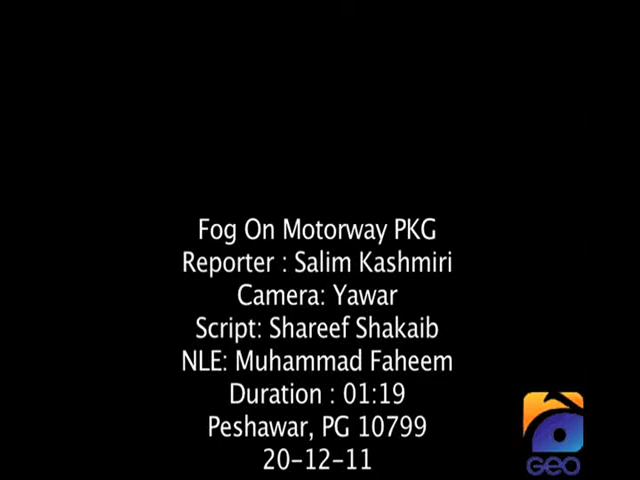 Fog On Motorway PKG
Reporter : Salim Kashmiri
Camera: Yawar
Script: Shareef Shakaib
NLE: Muhammad Faheem
Duration : 01:19
Peshawar, PG 10799
20-12-11
GEO